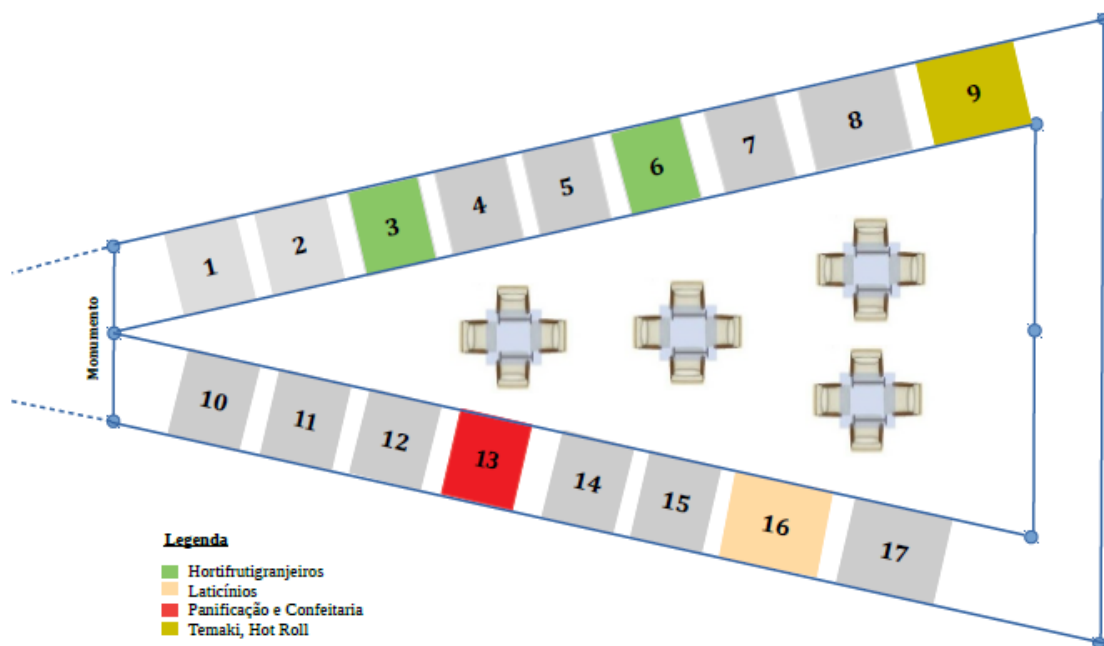 1
2
3
4
5
6
7
8
9
Monumento
10
11
12
13
14
15
16
17
Legenda
Hortifrutigranjeiros
Laticínios
Panificação e Confeitaria
Temaki, Hot Roll